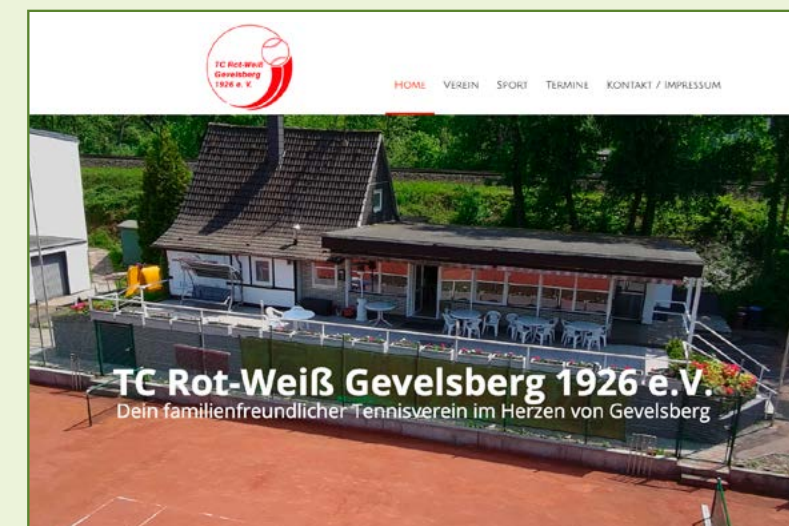 TC Rot-Weiß
Gevelsberg
1926 e. V.
HOME VEREIN SPORT TERMINE KONTAKT / IMPRESSUM
TC Rot-Weiß Gevelsberg 1926 e.V.
Dein familienfreundlicher Tennisverein im Herzen von Gevelsberg